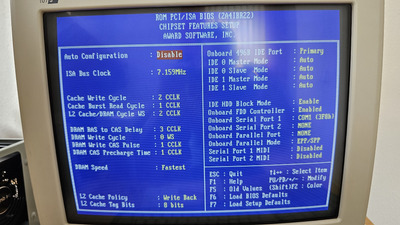 ROM PCI/ISA BIOS (2A4IBB22)
CHIPSET FEATURES SETUP
AWARD SOFTWARE, INC.
Auto Configuration : Disable
ISA Bus Clock : 7.159MHz
Cache Write Cycle : 2 CCLK
Cache Burst Read Cycle : 1 CCLK
L2 Cache/DRAM Cycle WS : 2 CCLK
DRAM RAS to CAS Delay : 3 CCLK
DRAM Write Cycle : 0 WS
DRAM Write CAS Pulse : 1 CCLK
DRAM CAS Precharge Time : 1 CCLK
DRAM Speed : Fastest
L2 Cache Policy : Write Back
L2 Cache Tag Bits : 8 bits
Onboard 496B IDE Port : Primary
IDE 0 Master Mode : Auto
IDE 0 Slave Mode : Auto
IDE 1 Master Mode : Auto
IDE 1 Slave Mode : Auto
IDE HDD Block Mode : Enable
Onboard FDD Controller : Enabled
Onboard Serial Port 1 : COM1 (3F8h)
Onboard Serial Port 2 : NONE
Onboard Parallel Port : NONE
Onboard Parallel Mode : EPP/SPP
Serial Port 1 MIDI : Disabled
Serial Port 2 MIDI : Disabled
ESC : Quit ↑↓→← : Select Item
F1 : Help PU/PD/+/- : Modify
F5 : Old Values (Shift)F2 : Color
F6 : Load BIOS Defaults
F7 : Load Setup Defaults